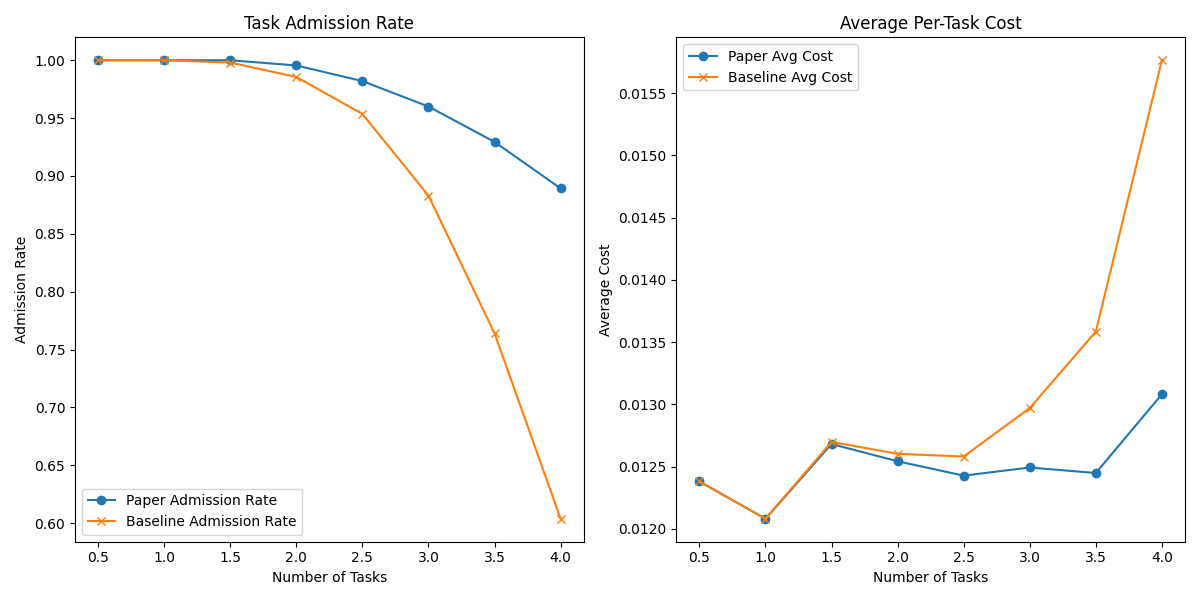 Task Admission Rate
Admission Rate
1.00
0.95
0.90
0.85
0.80
0.75
0.70
0.65
0.60
Paper Admission Rate
Baseline Admission Rate
0.5 1.0 1.5 2.0 2.5 3.0 3.5 4.0
Number of Tasks
Average Per-Task Cost
Average Cost
Paper Avg Cost
Baseline Avg Cost
0.0155
0.0150
0.0145
0.0140
0.0135
0.0130
0.0125
0.0120
0.5 1.0 1.5 2.0 2.5 3.0 3.5 4.0
Number of Tasks